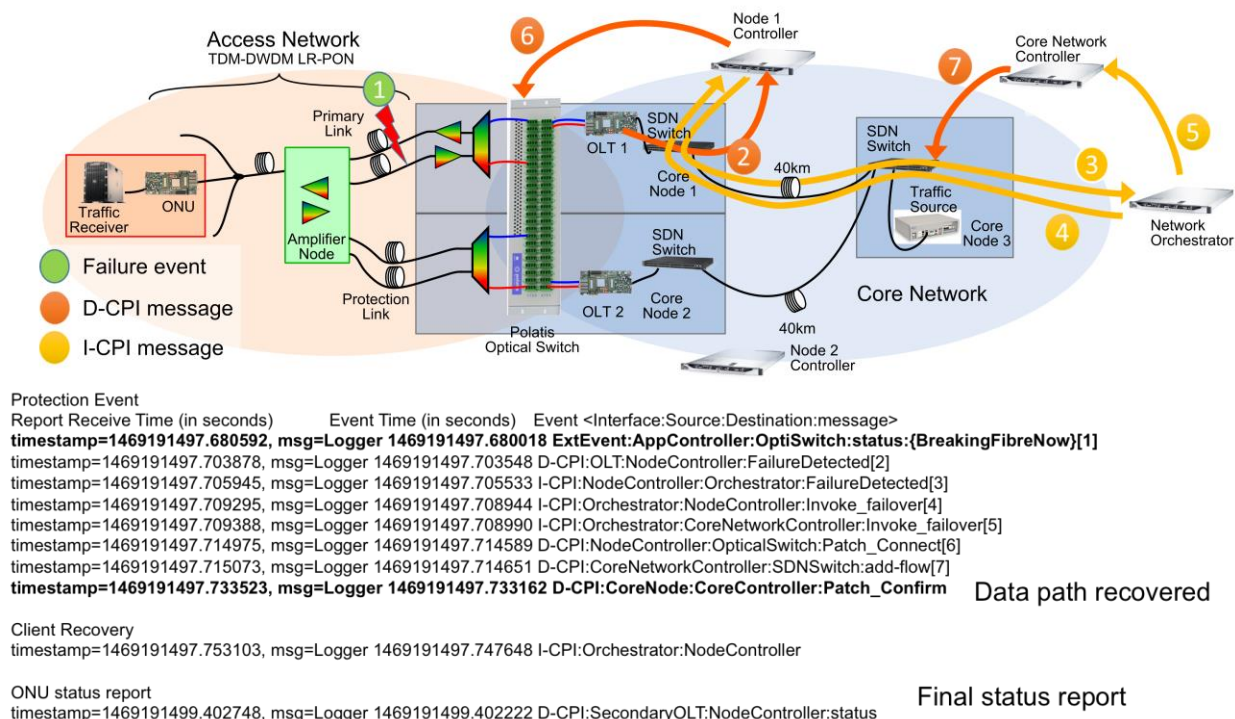 Access Network
TDM-DWDM LR-PON
6
Node 1
Controller
Core Network
Controller
7
1
Primary
Link
SDN
Switch
OLT 1
2
5
SDN
Switch
3
40km
Core
Node 1
Traffic
Receiver
ONU
Traffic
Source
4
Network
Orchestrator
Amplifier
Node
SDN
Switch
Core
Node 3
Failure event
D-CPI message
I-CPI message
Protection
Link
OLT 2
Core
Node 2
Core Network
40km
Polatis
Optical Switch
Node 2
Controller
Protection Event
Report Receive Time (in seconds) Event Time (in seconds) Event <Interface:Source:Destination:message>
timestamp=1469191497.680592, msg=Logger 1469191497.680018 ExtEvent:AppController:OptiSwitch:status:{BreakingFibreNow}[1]
timestamp=1469191497.703878, msg=Logger 1469191497.703548 D-CPI:OLT:NodeController:FailureDetected[2]
timestamp=1469191497.705945, msg=Logger 1469191497.705533 I-CPI:NodeController:Orchestrator:FailureDetected[3]
timestamp=1469191497.709295, msg=Logger 1469191497.708944 I-CPI:Orchestrator:NodeController:Invoke_failover[4]
timestamp=1469191497.709388, msg=Logger 1469191497.708990 I-CPI:Orchestrator:CoreNetworkController:Invoke_failover[5]
timestamp=1469191497.714975, msg=Logger 1469191497.714589 D-CPI:NodeController:OpticalSwitch:Patch_Connect[6]
timestamp=1469191497.715073, msg=Logger 1469191497.714651 D-CPI:CoreNetworkController:SDNSwitch:add-flow[7]
timestamp=1469191497.733523, msg=Logger 1469191497.733162 D-CPI:CoreNode:CoreController:Patch_Confirm
Data path recovered
Client Recovery
timestamp=1469191497.753103, msg=Logger 1469191497.747648 I-CPI:Orchestrator:NodeController
ONU status report
Final status report
timestamp=1469191499.402748, msg=Logger 1469191499.402222 D-CPI:SecondaryOLT:NodeController:status